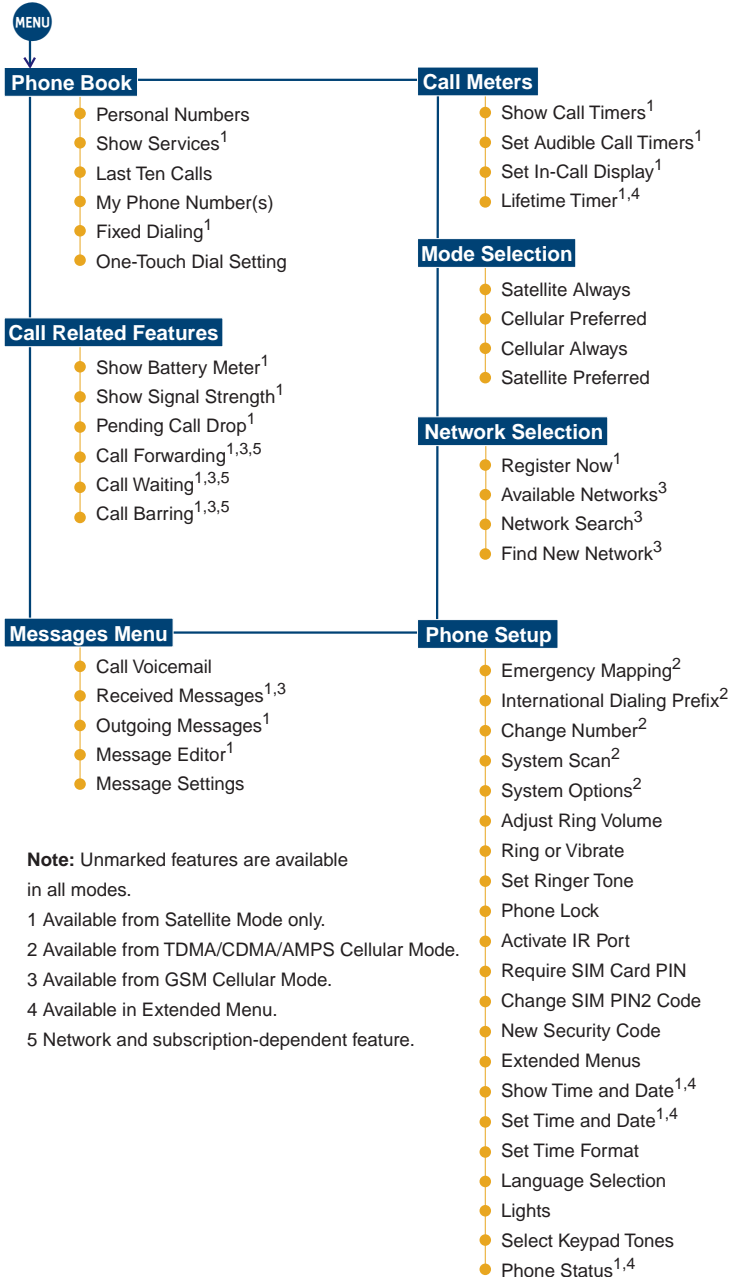 MENU
Phone Book
Personal Numbers
Show Services1
Last Ten Calls
My Phone Number(s)
Fixed Dialing1
One-Touch Dial Setting
Call Related Features
Show Battery Meter1
Show Signal Strength1
Pending Call Drop1
Call Forwarding1,3,5
Call Waiting1,3,5
Call Barring1,3,5
Messages Menu
Call Voicemail
Received Messages1,3
Outgoing Messages1
Message Editor1
Message Settings
Note: Unmarked features are available
in all modes.
1 Available from Satellite Mode only.
2 Available from TDMA/CDMA/AMPS Cellular Mode.
3 Available from GSM Cellular Mode.
4 Available in Extended Menu.
5 Network and subscription-dependent feature.
Call Meters
Show Call Timers1
Set Audible Call Timers1
Set In-Call Display1
Lifetime Timer1,4
Mode Selection
Satellite Always
Cellular Preferred
Cellular Always
Satellite Preferred
Network Selection
Register Now1
Available Networks3
Network Search3
Find New Network3
Phone Setup
Emergency Mapping2
International Dialing Prefix2
Change Number2
System Scan2
System Options2
Adjust Ring Volume
Ring or Vibrate
Set Ringer Tone
Phone Lock
Activate IR Port
Require SIM Card PIN
Change SIM PIN2 Code
New Security Code
Extended Menus
Show Time and Date1,4
Set Time and Date1,4
Set Time Format
Language Selection
Lights
Select Keypad Tones
Phone Status1,4